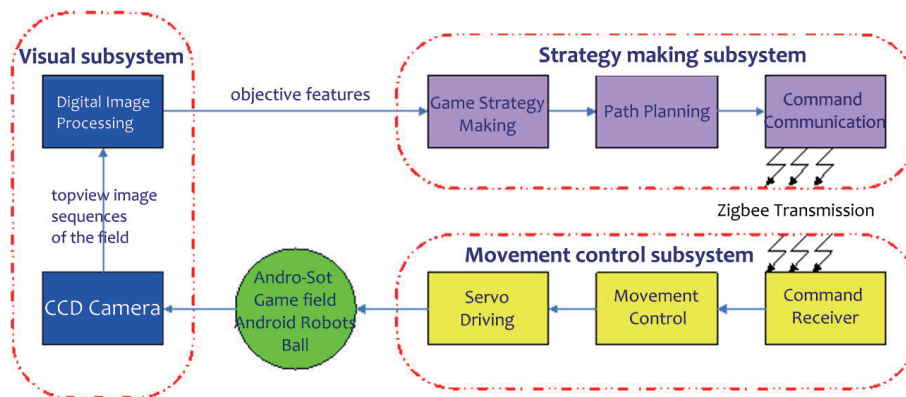 Visual subsystem
Digital Image
Processing
topview image
sequences
of the field
CCD Camera
objective features
Strategy making subsystem
Game Strategy
Making
Path Planning
Command
Communication
Zigbee Transmission
Movement control subsystem
Command
Receiver
Movement
Control
Servo
Driving
Andro-Sot
Game field
Android Robots
Ball